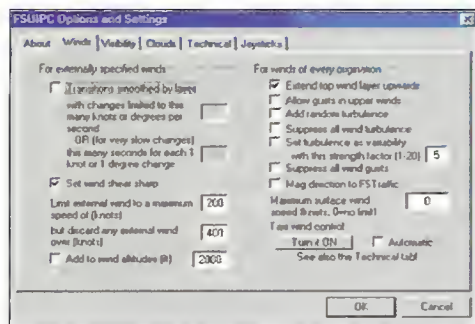 FSUIPC Options and Settings
About Winds Visibility Clouds Technical Joysticks
For externally specified winds
Transitions smoothed by layer
with changes limited to this
many knots or degrees per
second
OR (for very slow changes)
this many seconds for each 1
knot or 1 degree change
Set wind shear sharp
Limit external wind to a maximum
speed of (knots) 200
but discard any external wind
over (knots) 401
Add to wind altitudes (ft) 2000
For winds of every origination
Extend top wind layer upwards
Allow gusts in upper winds
Add random turbulence
Suppress all wind turbulence
Set turbulence as variability
with this strength factor (1-20) 5
Suppress all wind gusts
Mag direction to FSTraffic
Maximum surface wind 0
speed (knots, 0=no limit)
Taxi wind control
Turn it ON Automatic
See also the Technical tab!
OK Cancel